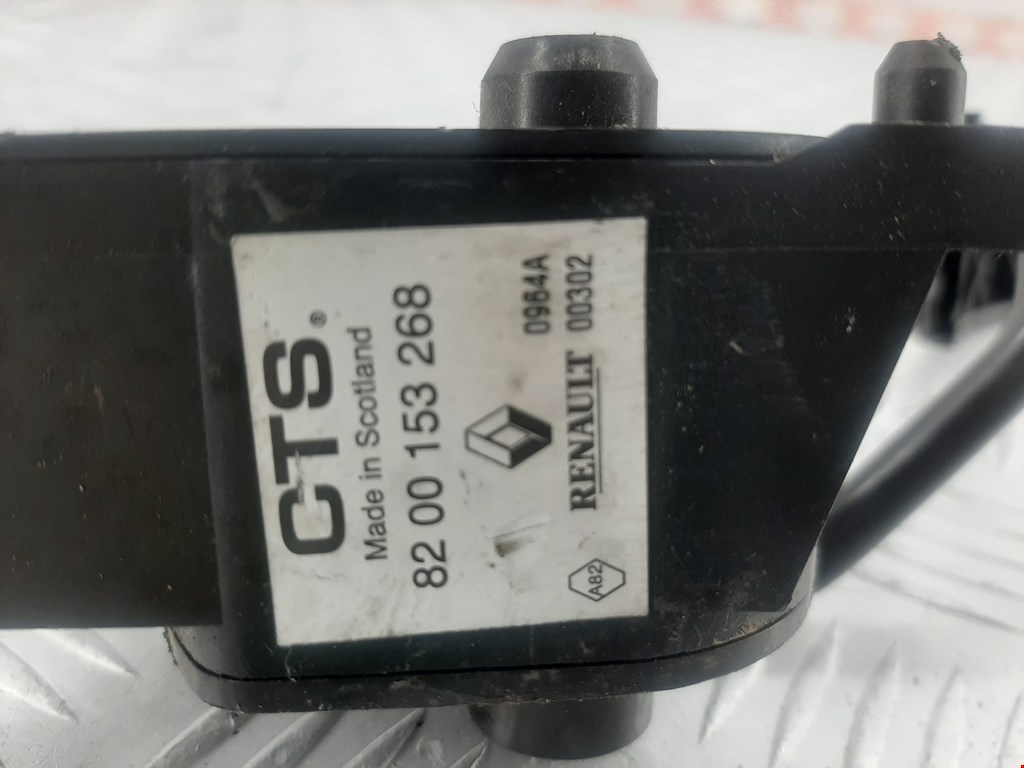 CTS®
Made in Scotland
82 00 153 268
0964A
A82 RENAULT 00302